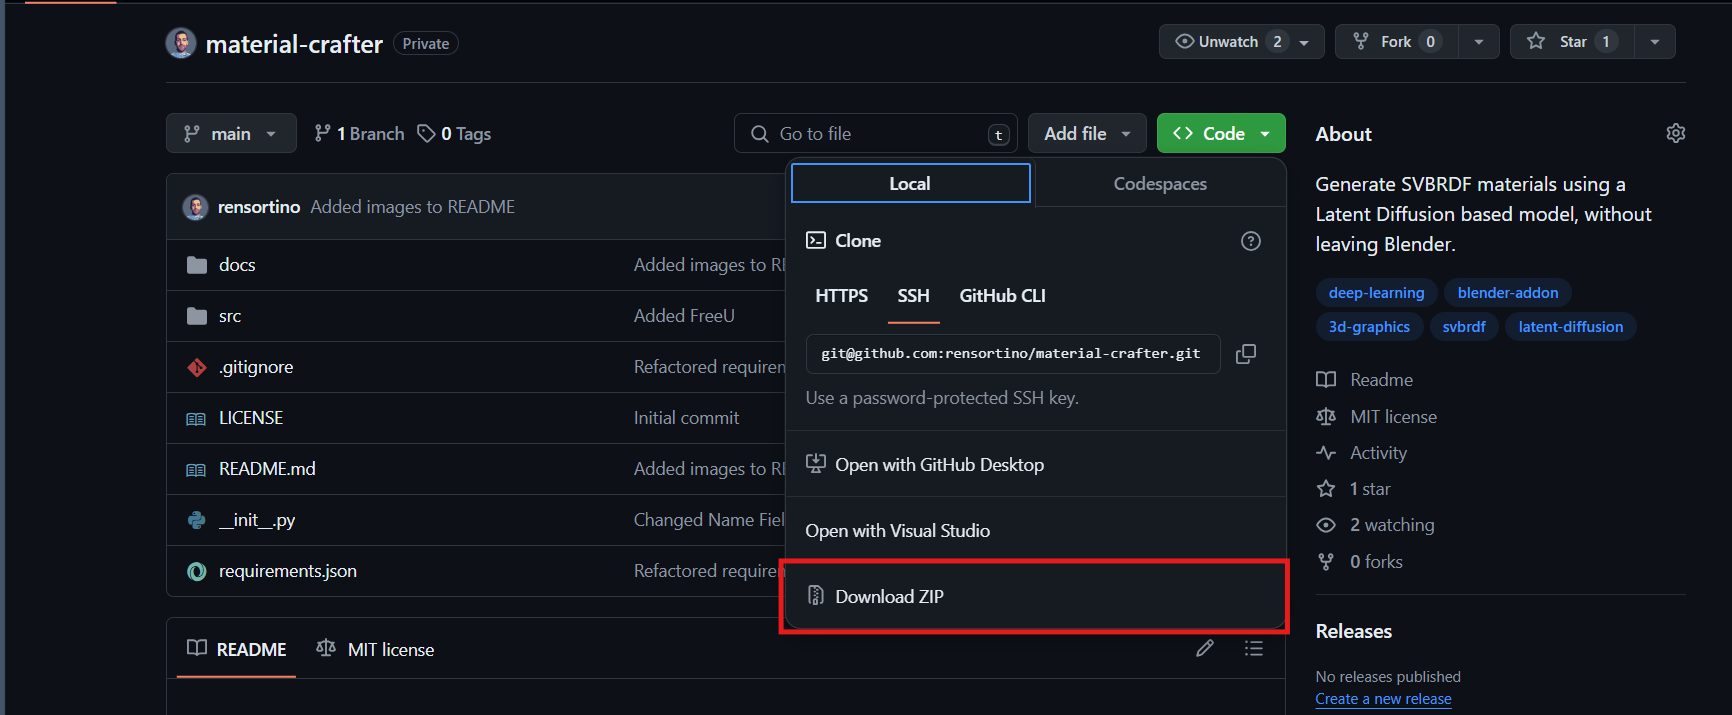 material-crafter Private
Unwatch 2
Fork 0
Star 1
main
1 Branch
0 Tags
Go to file t
Add file
Code
Local
Codespaces
Clone
HTTPS SSH GitHub CLI
git@github.com:rensortino/material-crafter.git
Use a password-protected SSH key.
Open with GitHub Desktop
Open with Visual Studio
Download ZIP
rensortino Added images to README
docs Added images to RE
src Added FreeU
.gitignore Refactored requirem
LICENSE Initial commit
README.md Added images to RE
__init__.py Changed Name Fiel
requirements.json Refactored requirem
README
MIT license
About
Generate SVBRDF materials using a
Latent Diffusion based model, without
leaving Blender.
deep-learning blender-addon
3d-graphics svbrdf latent-diffusion
Readme
MIT license
Activity
1 star
2 watching
0 forks
Releases
No releases published
Create a new release